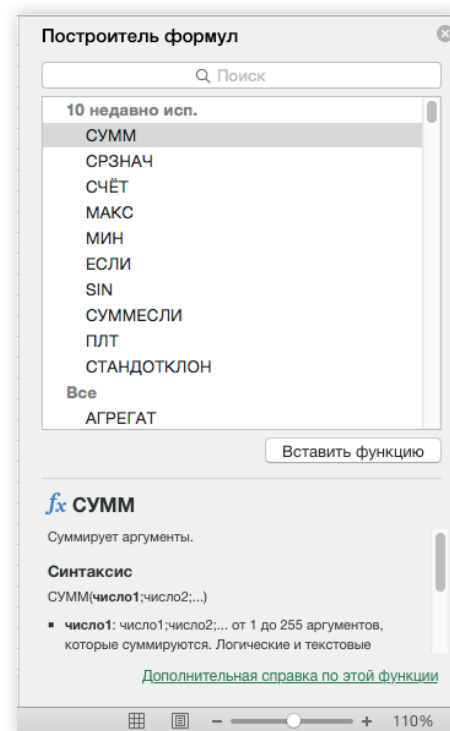 Построитель формул
Поиск
10 недавно исп.
СУММ
СРЗНАЧ
СЧЁТ
МАКС
МИН
ЕСЛИ
SIN
СУММЕСЛИ
ПЛТ
СТАНДОТКЛОН
Все
АГРЕГАТ
Вставить функцию
fx СУММ
Суммирует аргументы.
Синтаксис
СУММ(число1;число2;...)
▪ число1: число1;число2;... от 1 до 255 аргументов,
которые суммируются. Логические и текстовые
Дополнительная справка по этой функции
110%